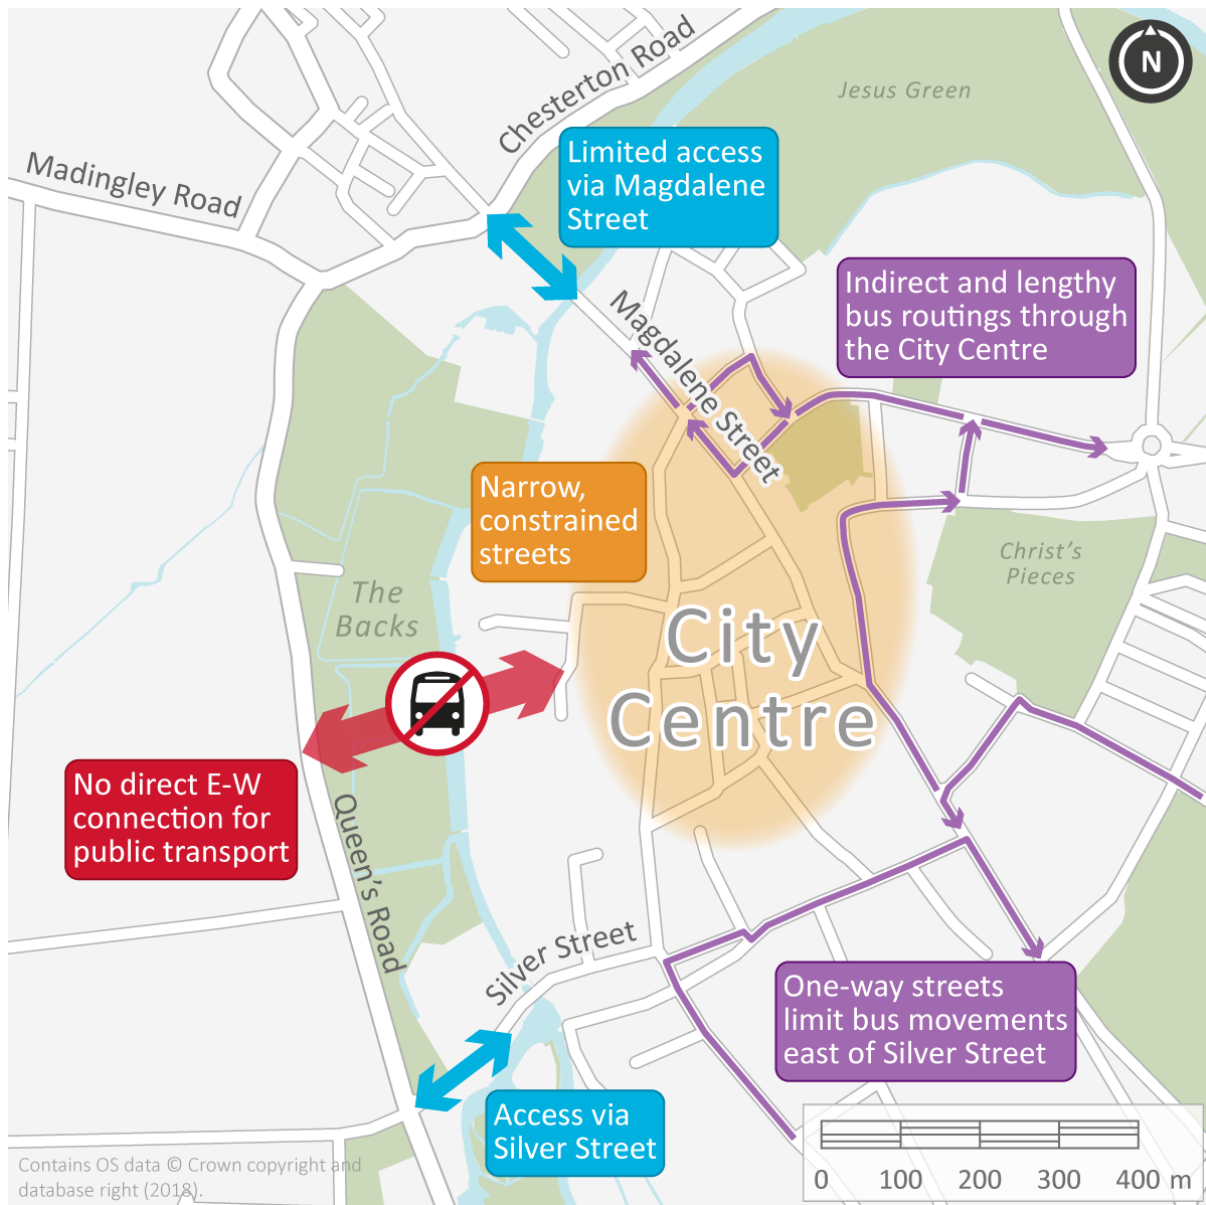 N
Jesus Green
Chesterton Road
Madingley Road
Limited access
via Magdalene
Street
Indirect and lengthy
bus routings through
the City Centre
Magdalene Street
Narrow,
constrained
streets
Christ's
Pieces
The
Backs
City
Centre
No direct E-W
connection for
public transport
Queen's Road
Silver Street
One-way streets
limit bus movements
east of Silver Street
Access via
Silver Street
Contains OS data © Crown copyright and
database right (2018).
0 100 200 300 400 m